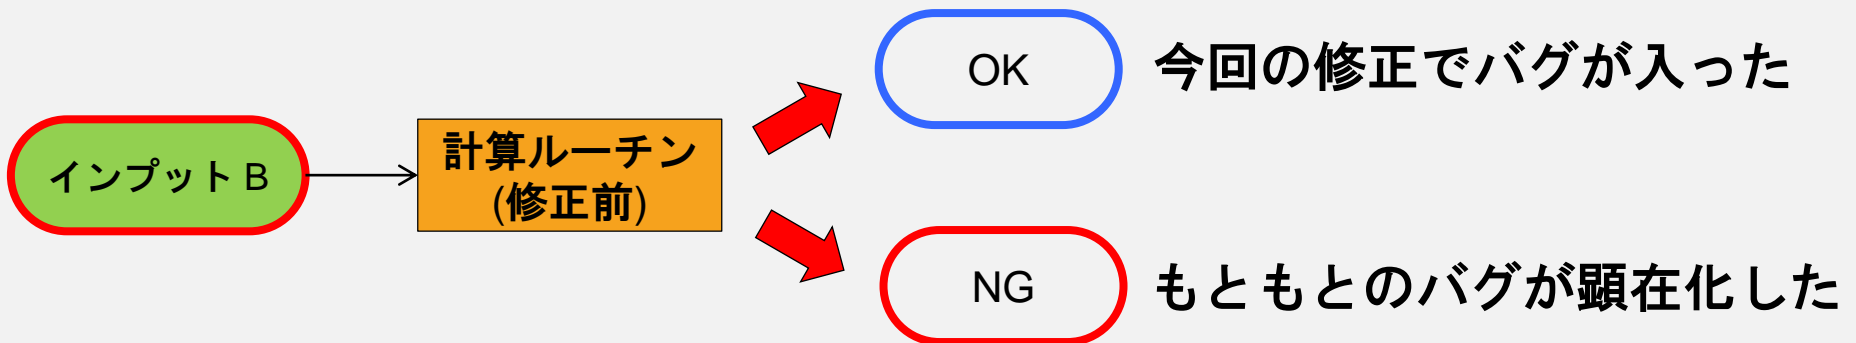 インプット B
計算ルーチン
(修正前)
OK
今回の修正でバグが入った
NG
もともとのバグが顕在化した